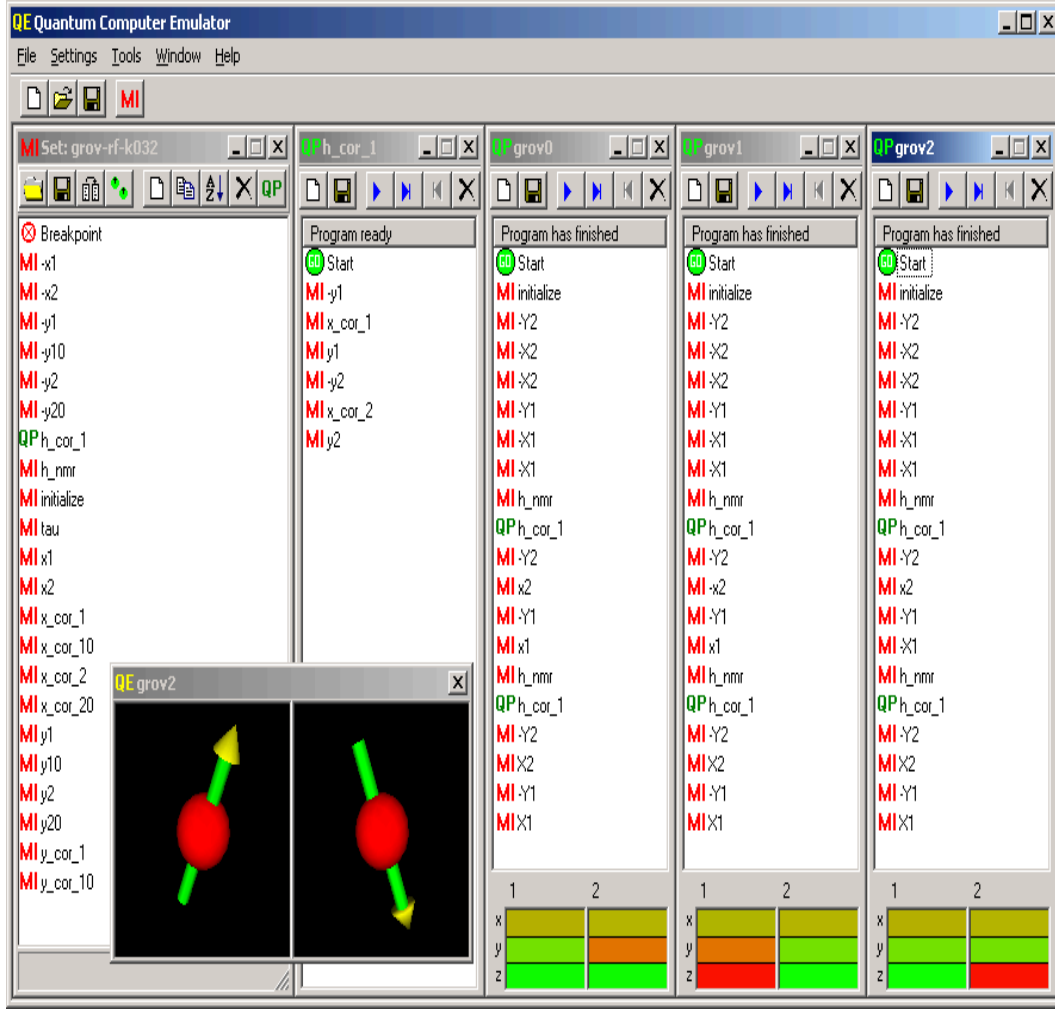 QE Quantum Computer Emulator
File Settings Tools Window Help
MI
MI Set: grov-rf-k032
QP
Breakpoint
MI -x1
MI -x2
MI -y1
MI -y10
MI -y2
MI -y20
QP h_cor_1
MI h_nmr
MI initialize
MI tau
MI x1
MI x2
MI x_cor_1
MI x_cor_10
MI x_cor_2
MI x_cor_20
MI y1
MI y10
MI y2
MI y20
MI y_cor_1
MI y_cor_10
QE grov2
QP h_cor_1
Program ready
GO Start
MI -y1
MI x_cor_1
MI y1
MI -y2
MI x_cor_2
MI y2
QP grov0
Program has finished
GO Start
MI initialize
MI -Y2
MI -X2
MI -X2
MI -Y1
MI -X1
MI -X1
MI h_nmr
QP h_cor_1
MI -Y2
MI x2
MI -Y1
MI x1
MI h_nmr
QP h_cor_1
MI -Y2
MI X2
MI -Y1
MI X1
1 2
x
y
z
QP grov1
Program has finished
GO Start
MI initialize
MI -Y2
MI -X2
MI -X2
MI -Y1
MI -X1
MI -X1
MI h_nmr
QP h_cor_1
MI -Y2
MI -x2
MI -Y1
MI x1
MI h_nmr
QP h_cor_1
MI -Y2
MI X2
MI -Y1
MI X1
1 2
x
y
z
QP grov2
Program has finished
GO Start
MI initialize
MI -Y2
MI -X2
MI -X2
MI -Y1
MI -X1
MI -X1
MI h_nmr
QP h_cor_1
MI -Y2
MI x2
MI -Y1
MI -X1
MI h_nmr
QP h_cor_1
MI -Y2
MI X2
MI -Y1
MI X1
1 2
x
y
z